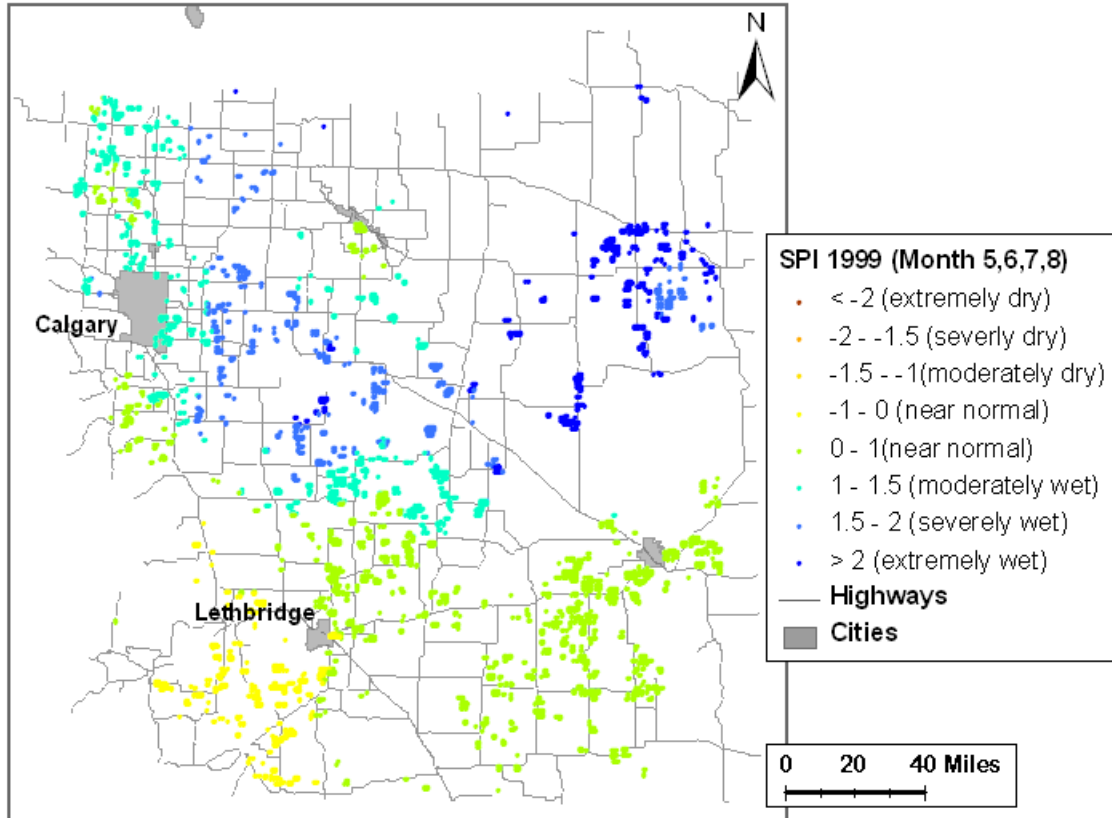 N
Calgary
Lethbridge
SPI 1999 (Month 5,6,7,8)
< -2 (extremely dry)
-2 - -1.5 (severly dry)
-1.5 - -1(moderately dry)
-1 - 0 (near normal)
0 - 1(near normal)
1 - 1.5 (moderately wet)
1.5 - 2 (severely wet)
> 2 (extremely wet)
Highways
Cities
0 20 40 Miles